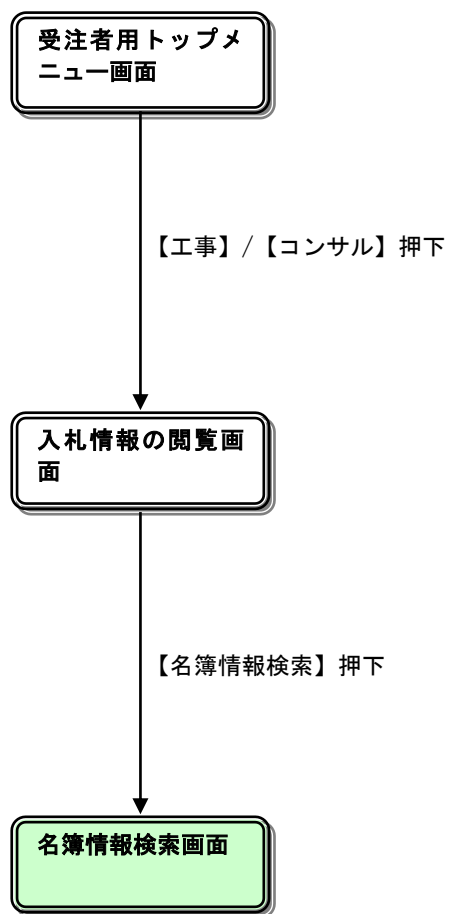 受注者用トップメ
ニュー画面
【工事】/【コンサル】押下
入札情報の閲覧画
面
【名簿情報検索】押下
名簿情報検索画面